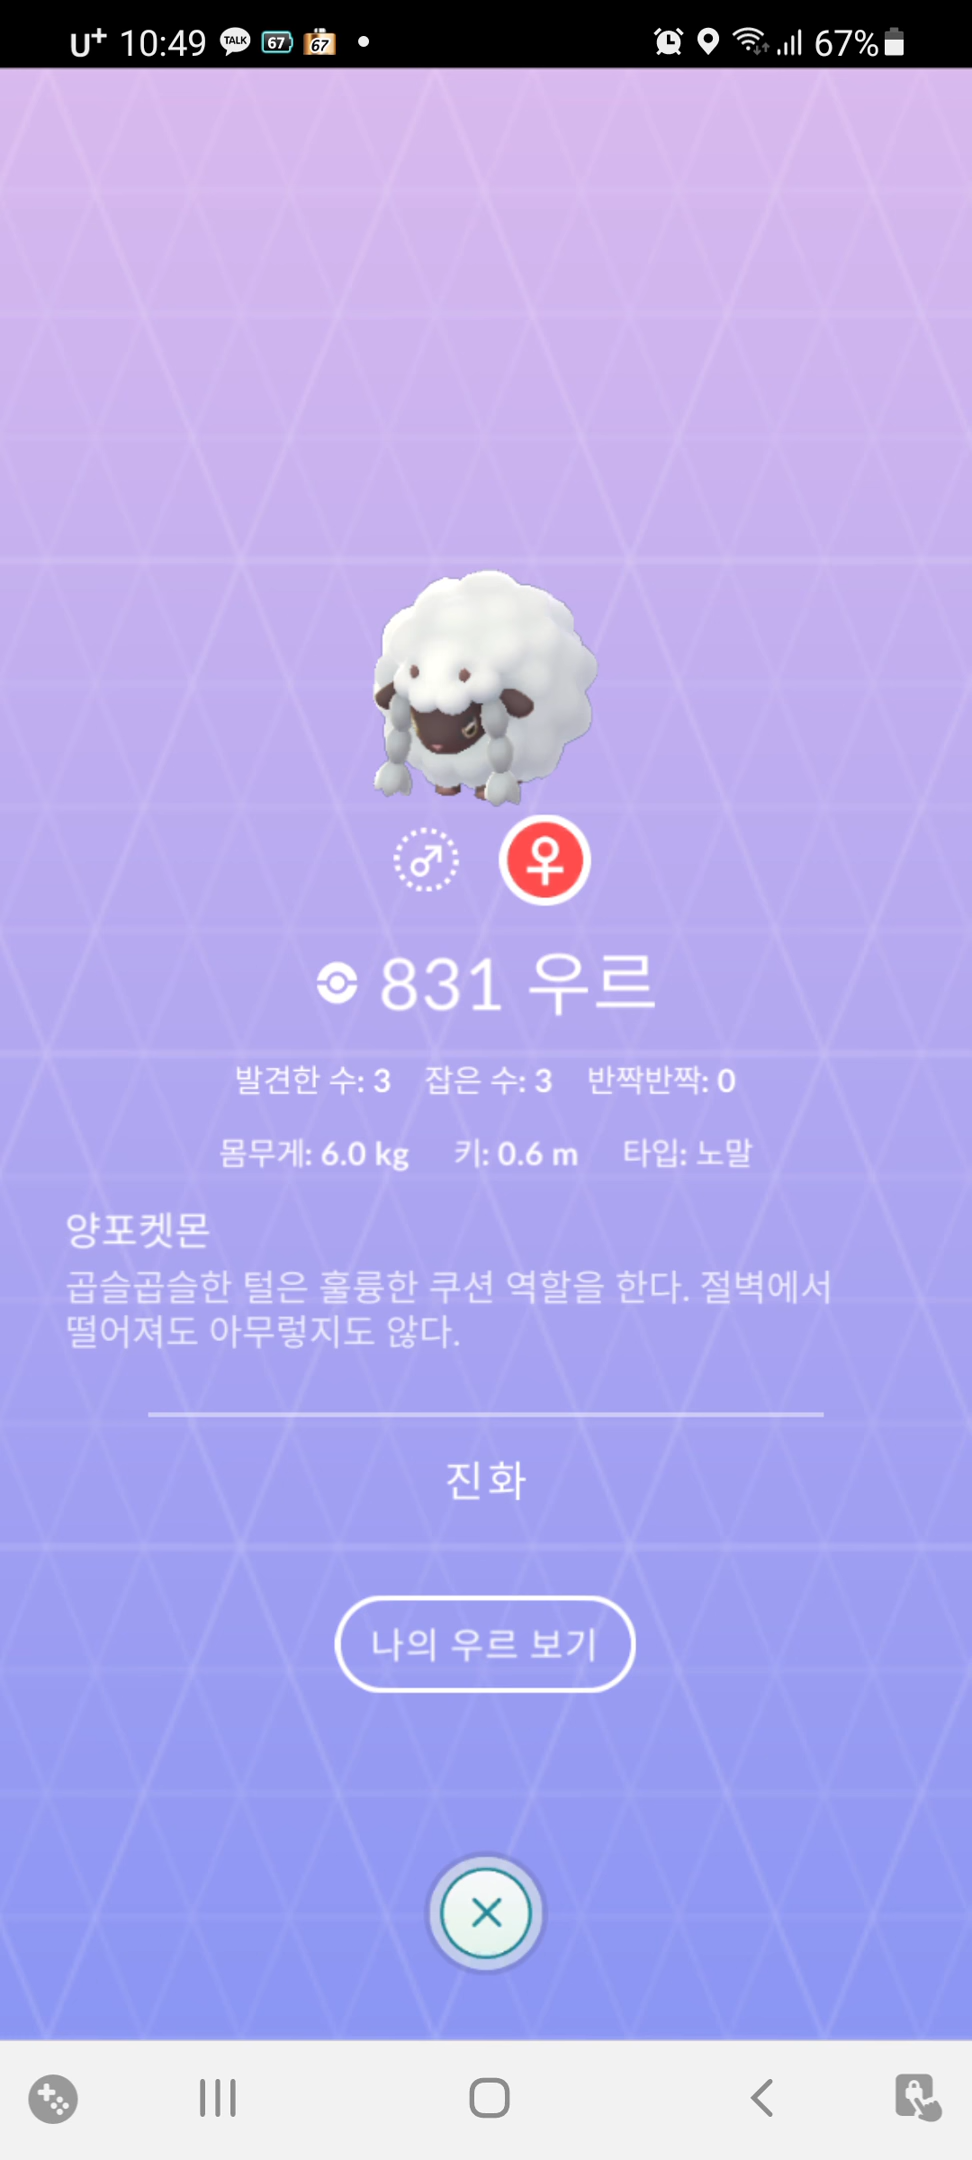 U+ 10:49 TALK 67 67 67%
831 우르
발견한 수: 3 잡은 수: 3 반짝반짝: 0
몸무게: 6.0 kg 키: 0.6 m 타입: 노말
양포켓몬
곱슬곱슬한 털은 훌륭한 쿠션 역할을 한다. 절벽에서
떨어져도 아무렇지도 않다.
진화
나의 우르 보기